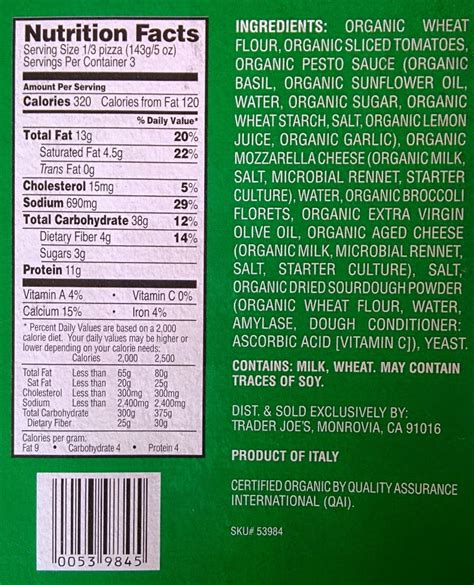 Nutrition Facts
Serving Size 1/3 pizza (143g/5 oz)
Servings Per Container 3
Amount Per Serving
Calories 320 Calories from Fat 120
% Daily Value*
Total Fat 13g 20%
Saturated Fat 4.5g 22%
Trans Fat 0g
Cholesterol 15mg 5%
Sodium 690mg 29%
Total Carbohydrate 38g 12%
Dietary Fiber 4g 14%
Sugars 3g
Protein 11g
Vitamin A 4% • Vitamin C 0%
Calcium 15% • Iron 4%
* Percent Daily Values are based on a 2,000
calorie diet. Your daily values may be higher or
lower depending on your calorie needs:
Calories 2,000 2,500
Total Fat Less than 65g 80g
Sat Fat Less than 20g 25g
Cholesterol Less than 300mg 300mg
Sodium Less than 2,400mg 2,400mg
Total Carbohydrate 300g 375g
Dietary Fiber 25g 30g
Calories per gram:
Fat 9 • Carbohydrate 4 • Protein 4
0053 9845
INGREDIENTS: ORGANIC WHEAT
FLOUR, ORGANIC SLICED TOMATOES,
ORGANIC PESTO SAUCE (ORGANIC
BASIL, ORGANIC SUNFLOWER OIL,
WATER, ORGANIC SUGAR, ORGANIC
WHEAT STARCH, SALT, ORGANIC LEMON
JUICE, ORGANIC GARLIC), ORGANIC
MOZZARELLA CHEESE (ORGANIC MILK,
SALT, MICROBIAL RENNET, STARTER
CULTURE), WATER, ORGANIC BROCCOLI
FLORETS, ORGANIC EXTRA VIRGIN
OLIVE OIL, ORGANIC AGED CHEESE
(ORGANIC MILK, MICROBIAL RENNET,
SALT, STARTER CULTURE), SALT,
ORGANIC DRIED SOURDOUGH POWDER
(ORGANIC WHEAT FLOUR, WATER,
AMYLASE, DOUGH CONDITIONER:
ASCORBIC ACID [VITAMIN C]), YEAST.
CONTAINS: MILK, WHEAT. MAY CONTAIN
TRACES OF SOY.
DIST. & SOLD EXCLUSIVELY BY:
TRADER JOE'S, MONROVIA, CA 91016
PRODUCT OF ITALY
CERTIFIED ORGANIC BY QUALITY ASSURANCE
INTERNATIONAL (QAI).
SKU# 53984